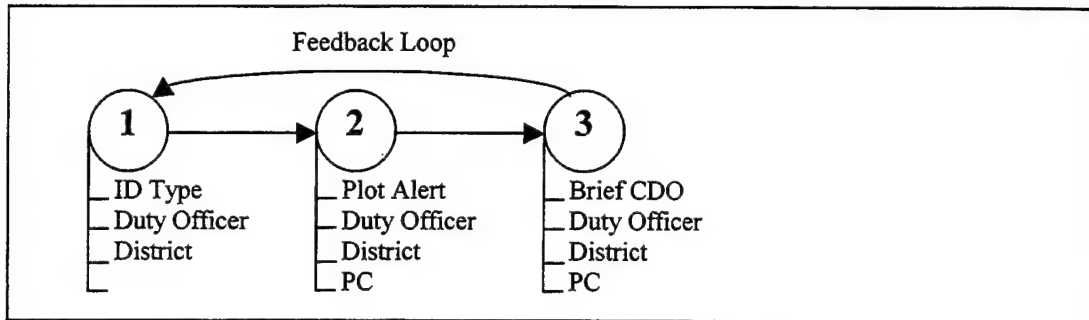 Feedback Loop
1
2
3
ID Type
Duty Officer
District
Plot Alert
Duty Officer
District
PC
Brief CDO
Duty Officer
District
PC